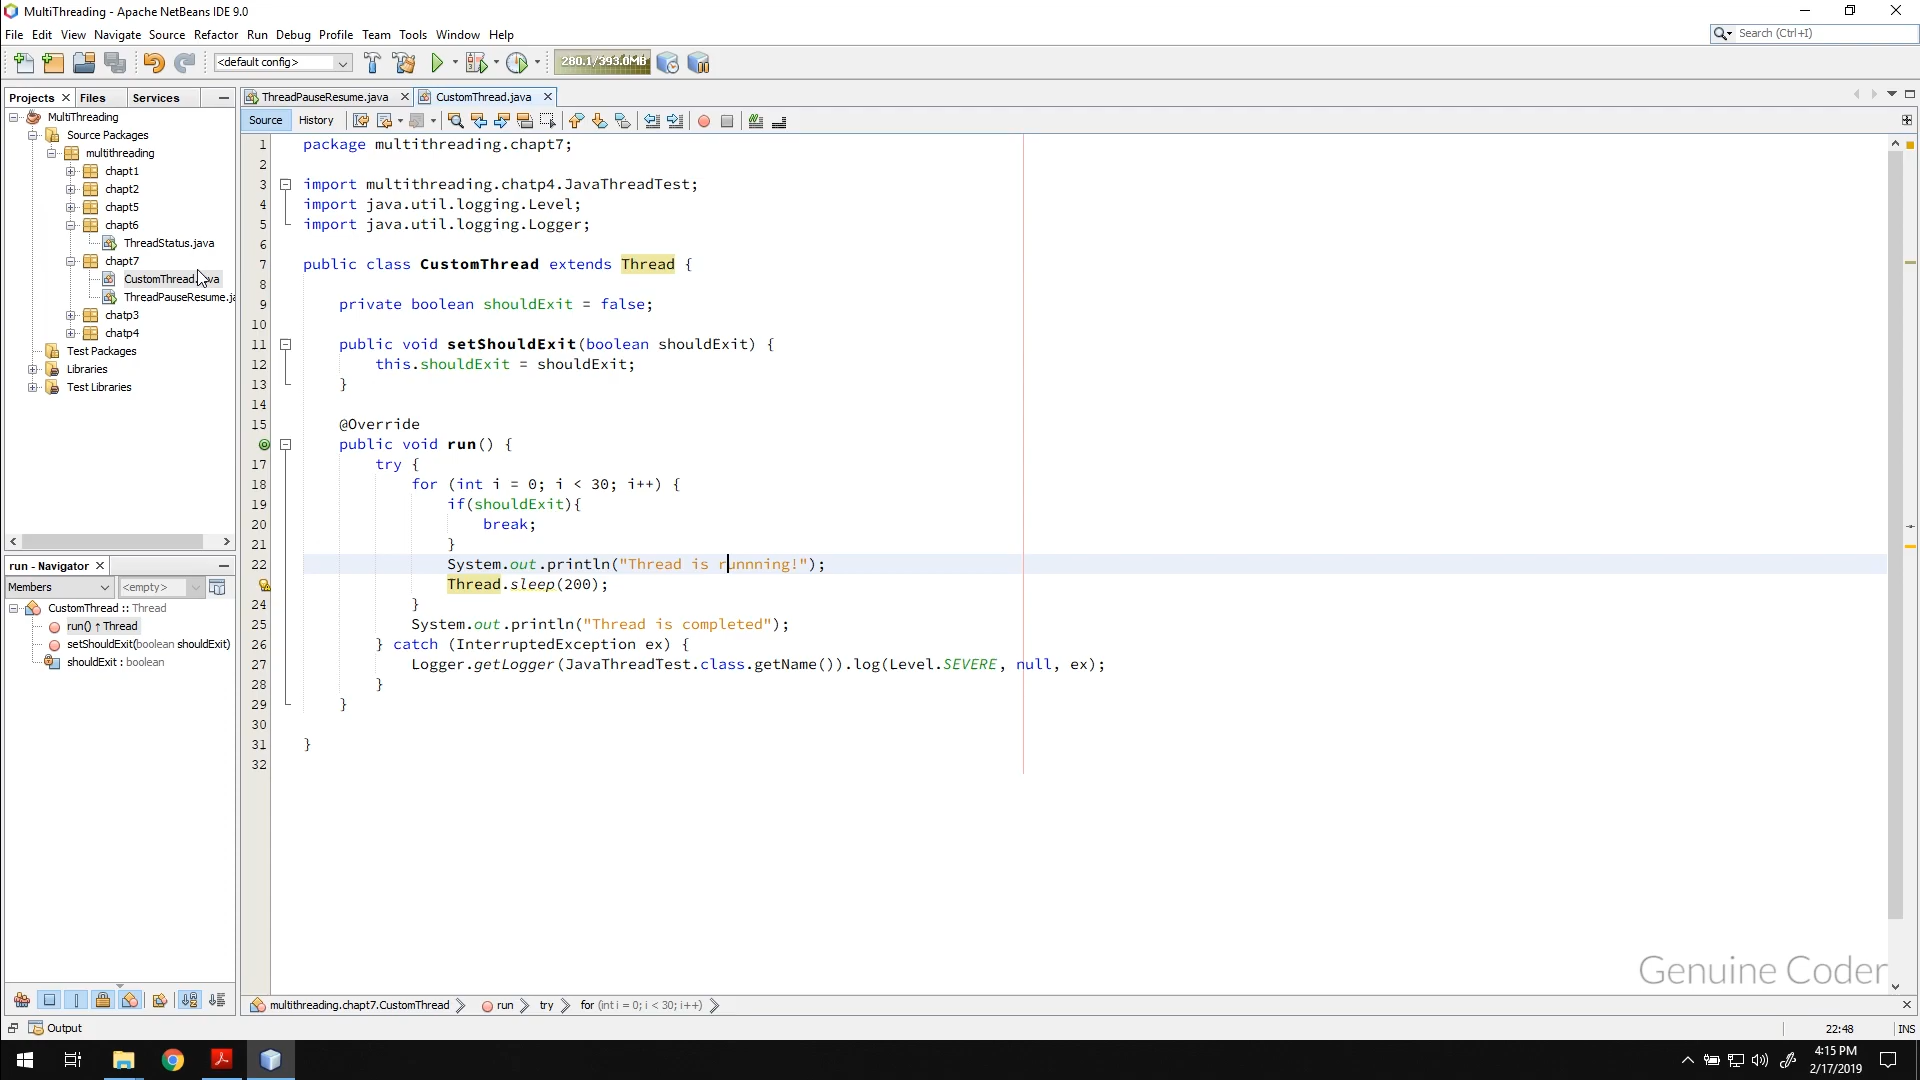 MultiThreading - Apache NetBeans IDE 9.0
File Edit View Navigate Source Refactor Run Debug Profile Team Tools Window Help
Search (Ctrl+I)
<default config>
280.1/393.0MB
Projects Files Services
ThreadPauseResume.java CustomThread.java
Source History
MultiThreading
Source Packages
multithreading
chapt1
chapt2
chapt5
chapt6
ThreadStatus.java
chapt7
CustomThread.java
ThreadPauseResume.ja
chatp3
chatp4
Test Packages
Libraries
Test Libraries
run - Navigator
Members <empty>
CustomThread :: Thread
run() ↑ Thread
setShouldExit(boolean shouldExit)
shouldExit : boolean
1 package multithreading.chapt7;
2
3 import multithreading.chatp4.JavaThreadTest;
4 import java.util.logging.Level;
5 import java.util.logging.Logger;
6
7 public class CustomThread extends Thread {
8
9 private boolean shouldExit = false;
10
11 public void setShouldExit(boolean shouldExit) {
12 this.shouldExit = shouldExit;
13 }
14
15 @Override
public void run() {
17 try {
18 for (int i = 0; i < 30; i++) {
19 if(shouldExit){
20 break;
21 }
22 System.out.println("Thread is runnning!");
Thread.sleep(200);
24 }
25 System.out.println("Thread is completed");
26 } catch (InterruptedException ex) {
27 Logger.getLogger(JavaThreadTest.class.getName()).log(Level.SEVERE, null, ex);
28 }
29 }
30
31 }
32
Genuine Coder
multithreading.chapt7.CustomThread run try for (int i = 0; i < 30; i++)
Output
22:48 INS
4:15 PM
2/17/2019